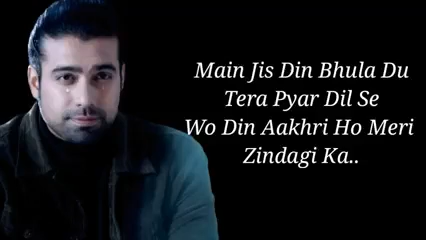 Main Jis Din Bhula Du
Tera Pyar Dil Se
Wo Din Aakhri Ho Meri
Zindagi Ka..